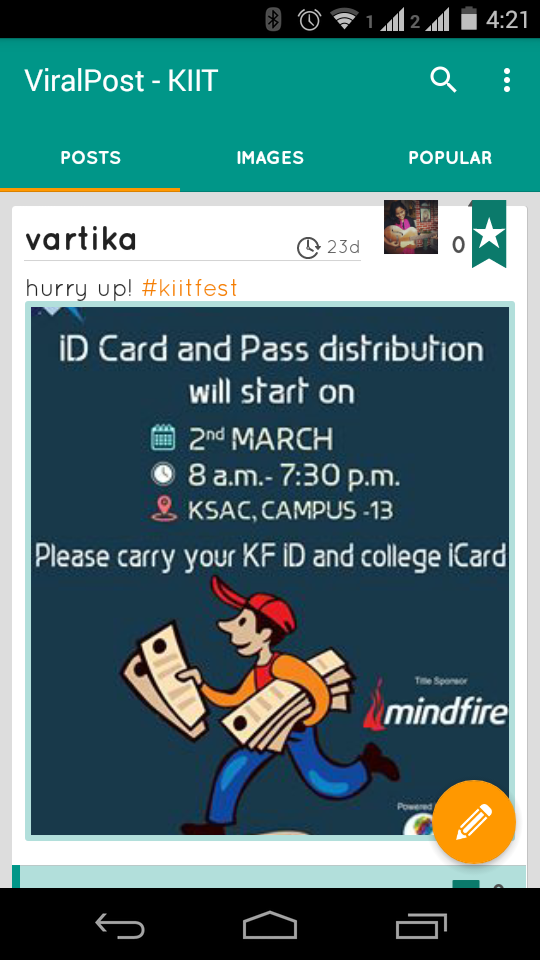 1 2 4:21
ViralPost - KIIT
POSTS IMAGES POPULAR
vartika 23d 0
hurry up! #kiitfest
iD Card and Pass distribution
will start on
2nd MARCH
8 a.m.- 7:30 p.m.
KSAC, CAMPUS -13
Please carry your KF iD and college iCard
Title Sponsor
mindfire
Powered